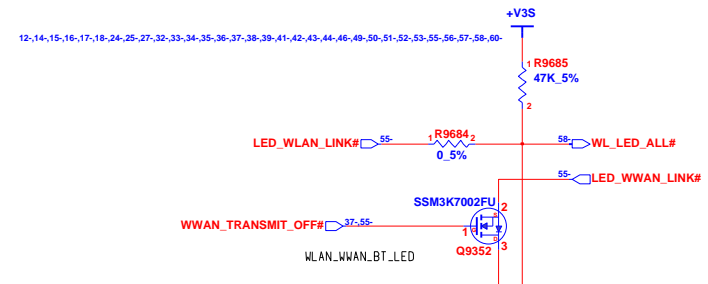 +V3S
12-,14-,15-,16-,17-,18-,24-,25-,27-,32-,33-,34-,35-,36-,37-,38-,39-,41-,42-,43-,44-,46-,49-,50-,51-,52-,53-,55-,56-,57-,58-,60-
1 R9685
47K_5%
2
LED_WLAN_LINK# 55- 1 R9684 2 58- WL_LED_ALL#
0_5%
55- LED_WWAN_LINK#
SSM3K7002FU 2
S
WWAN_TRANSMIT_OFF# 37-,55- 1 G
D
Q9352 3
WLAN_WWAN_BT_LED